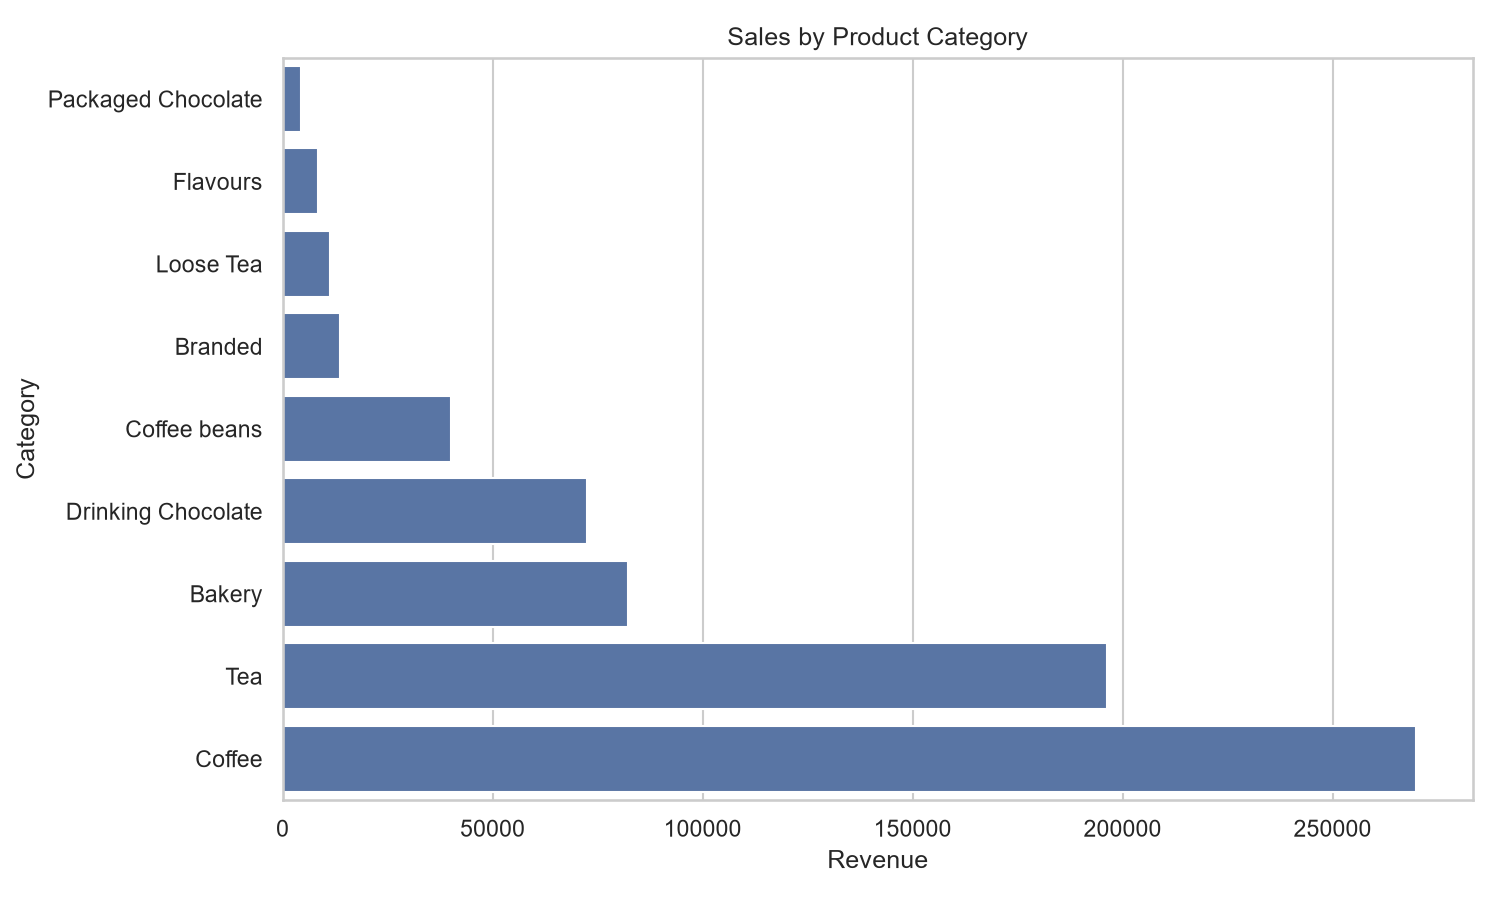 Sales by Product Category
Packaged Chocolate
Flavours
Loose Tea
Branded
Coffee beans
Drinking Chocolate
Bakery
Tea
Coffee
Category
0 50000 100000 150000 200000 250000
Revenue